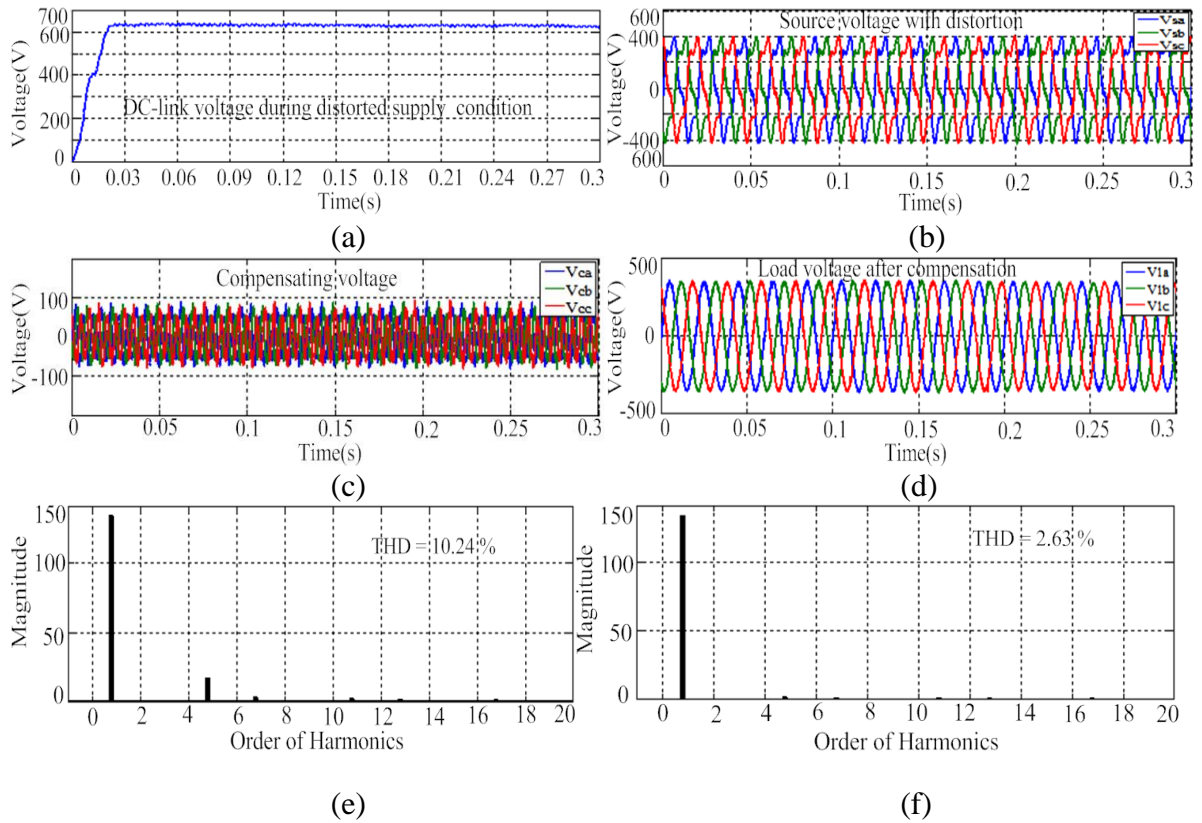 700
600
400
200
0
Voltage(V)
DC-link voltage during distorted supply condition
0 0.03 0.06 0.09 0.12 0.15 0.18 0.21 0.24 0.27 0.3
Time(s)
(a)
600
400
0
-400
600
Voltage(V)
Source voltage with distortion
Vsa
Vsb
Vsc
0 0.05 0.1 0.15 0.2 0.25 0.3
Time(s)
(b)
100
0
-100
Voltage(V)
Compensating voltage
Vca
Vcb
Vcc
0 0.05 0.1 0.15 0.2 0.25 0.3
Time(s)
(c)
500
0
-500
Voltage(V)
Load voltage after compensation
Vla
Vlb
Vlc
0 0.05 0.1 0.15 0.2 0.25 0.3
Time(s)
(d)
150
100
50
0
Magnitude
THD = 10.24 %
0 2 4 6 8 10 12 14 16 18 20
Order of Harmonics
(e)
150
100
50
0
Magnitude
THD = 2.63 %
0 2 4 6 8 10 12 14 16 18 20
Order of Harmonics
(f)